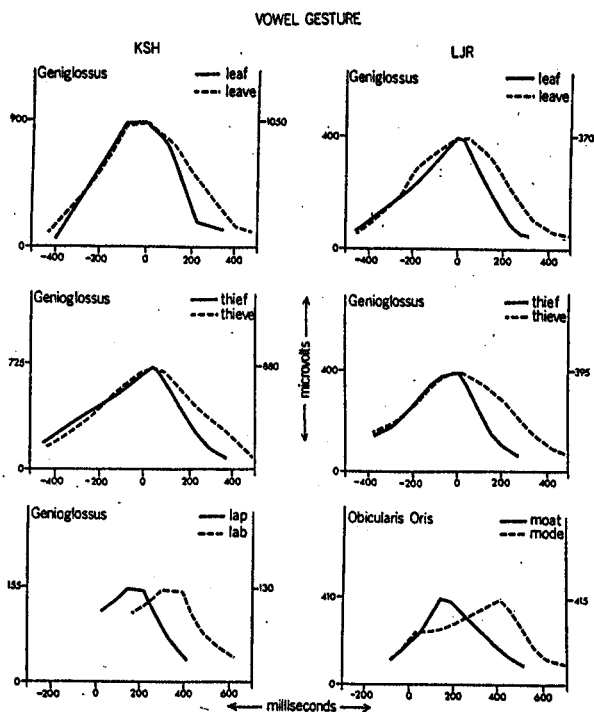 VOWEL GESTURE
KSH
LJR
Geniglossus
leaf
leave
900
0
-400 -200 0 200 400
Geniglossus
leaf
leave
400
370
0
-400 -200 0 200 400
Genioglossus
thief
thieve
725
0
-400 -200 0 200 400
microvolts
Genioglossus
thief
thieve
400
395
0
-400 -200 0 200 400
Genioglossus
lap
lab
130
0
-200 0 200 400 600
Obicularis Oris
moat
mode
410
415
0
-200 0 200 400 600
milliseconds